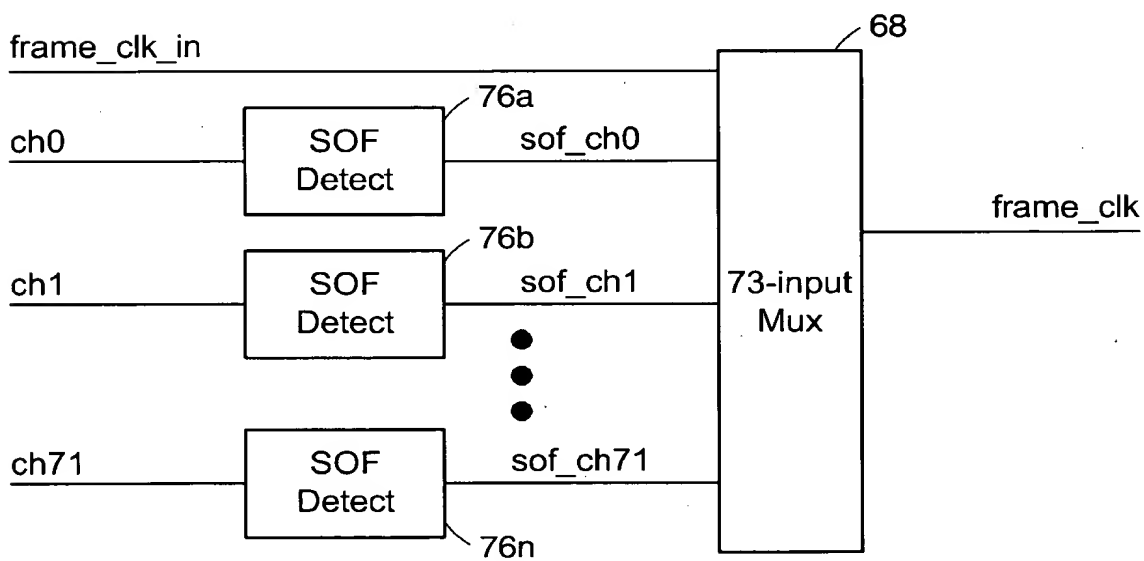 68
frame_clk_in
76a
ch0
SOF
Detect
sof_ch0
frame_clk
76b
ch1
SOF
Detect
sof_ch1
73-input
Mux
ch71
SOF
Detect
sof_ch71
76n